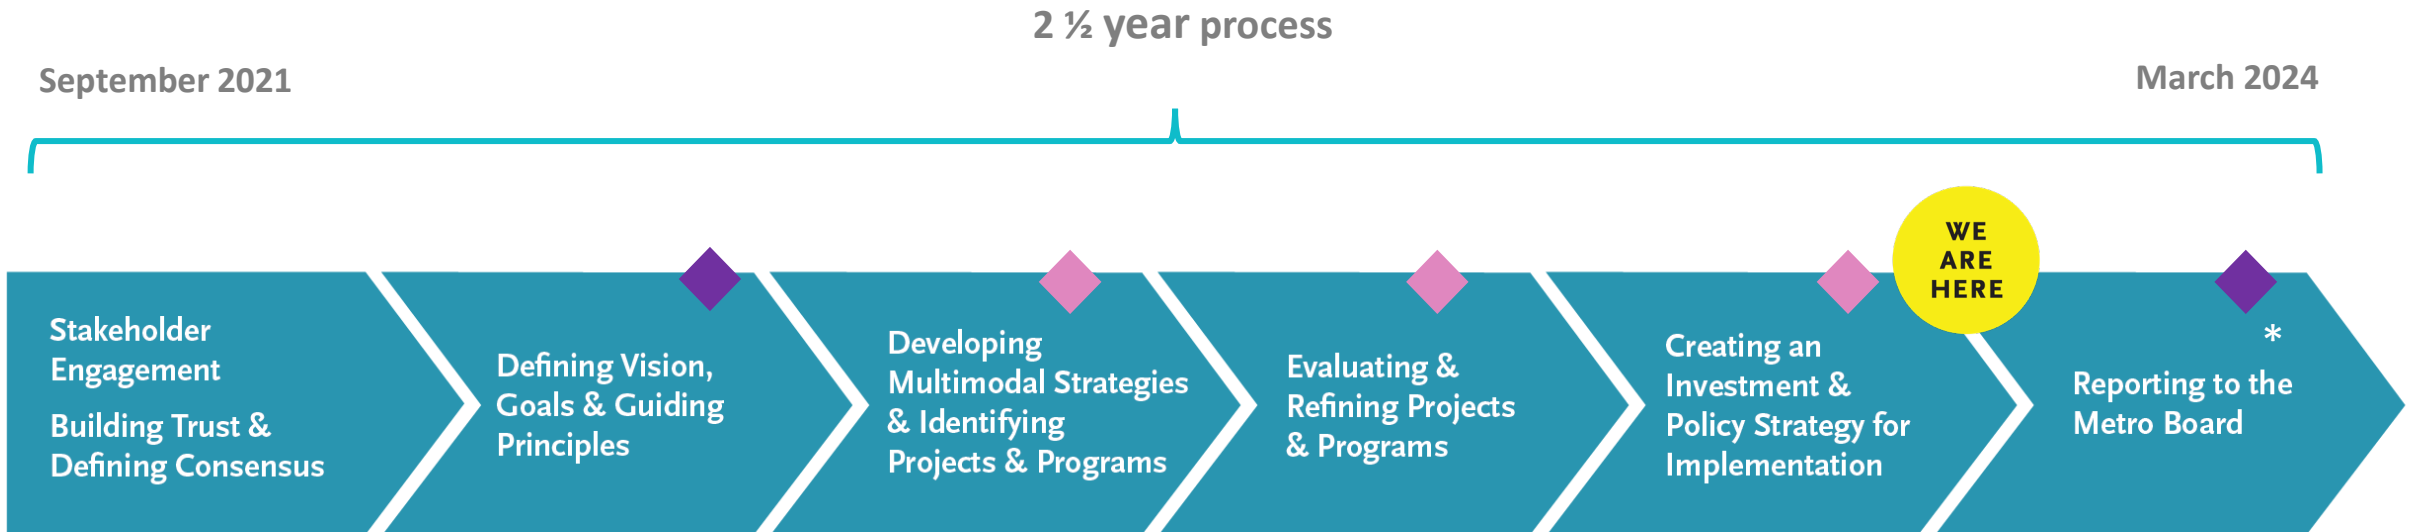 2 ½ year process
September 2021
March 2024
WE
ARE
HERE
Stakeholder
Engagement
Building Trust &
Defining Consensus
Defining Vision,
Goals & Guiding
Principles
Developing
Multimodal Strategies
& Identifying
Projects & Programs
Evaluating &
Refining Projects
& Programs
Creating an
Investment &
Policy Strategy for
Implementation
*
Reporting to the
Metro Board